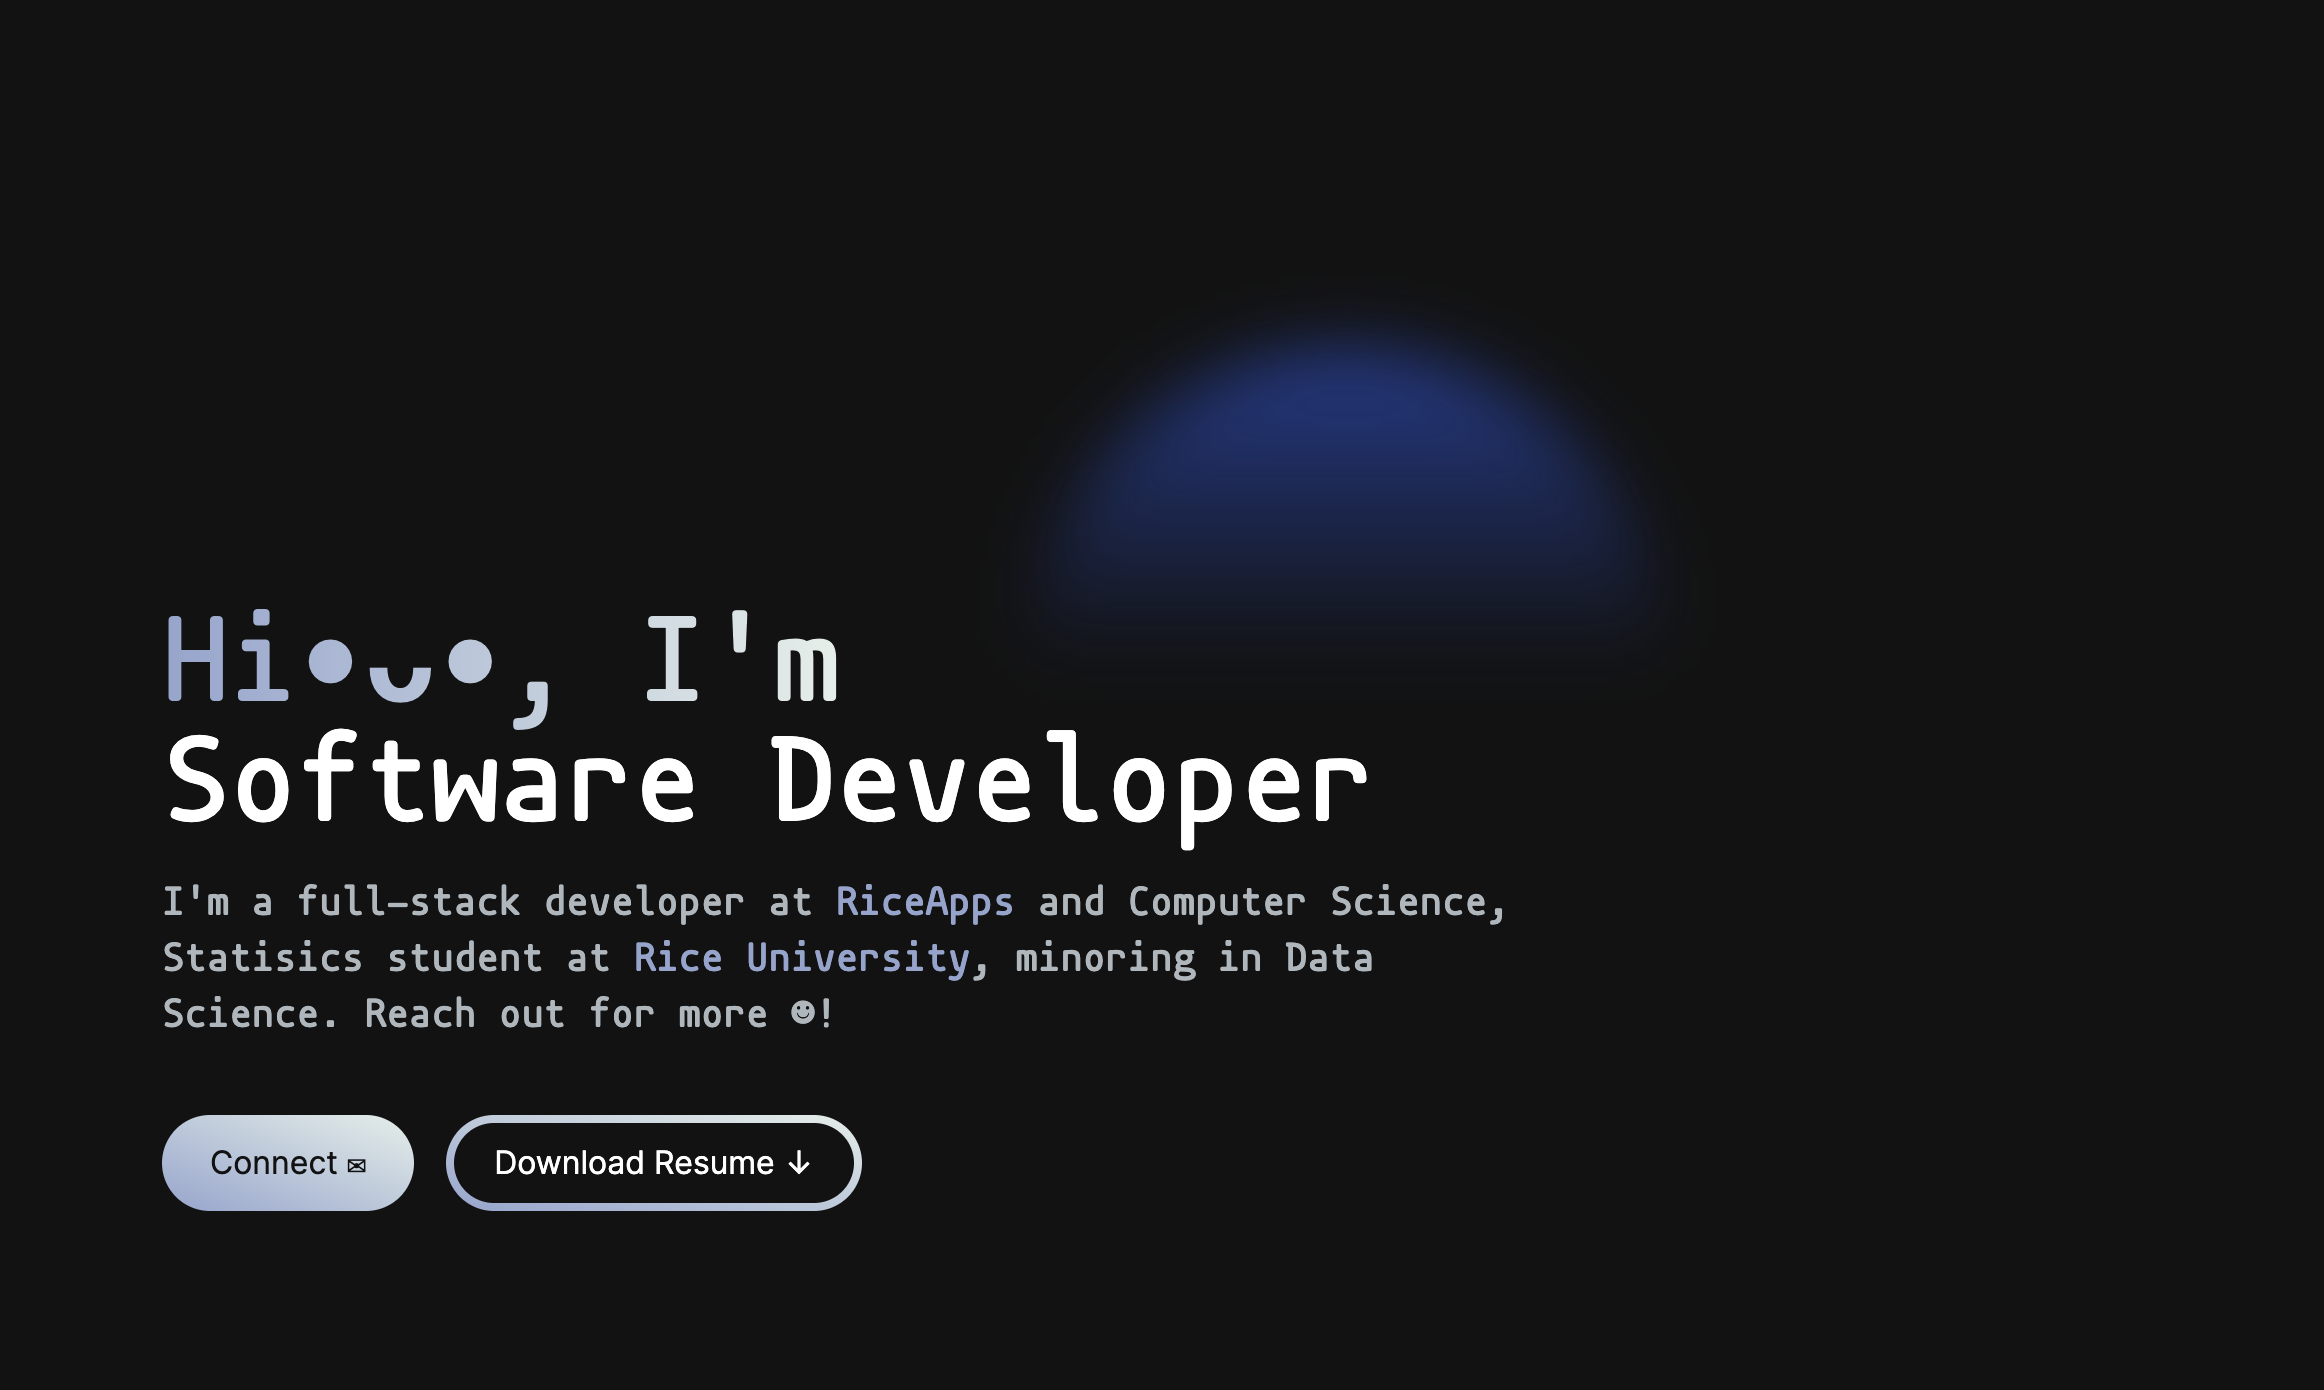 Hi•ᴗ•, I'm
Software Developer
I'm a full-stack developer at RiceApps and Computer Science,
Statisics student at Rice University, minoring in Data
Science. Reach out for more ☻!
Connect ✉
Download Resume ↓